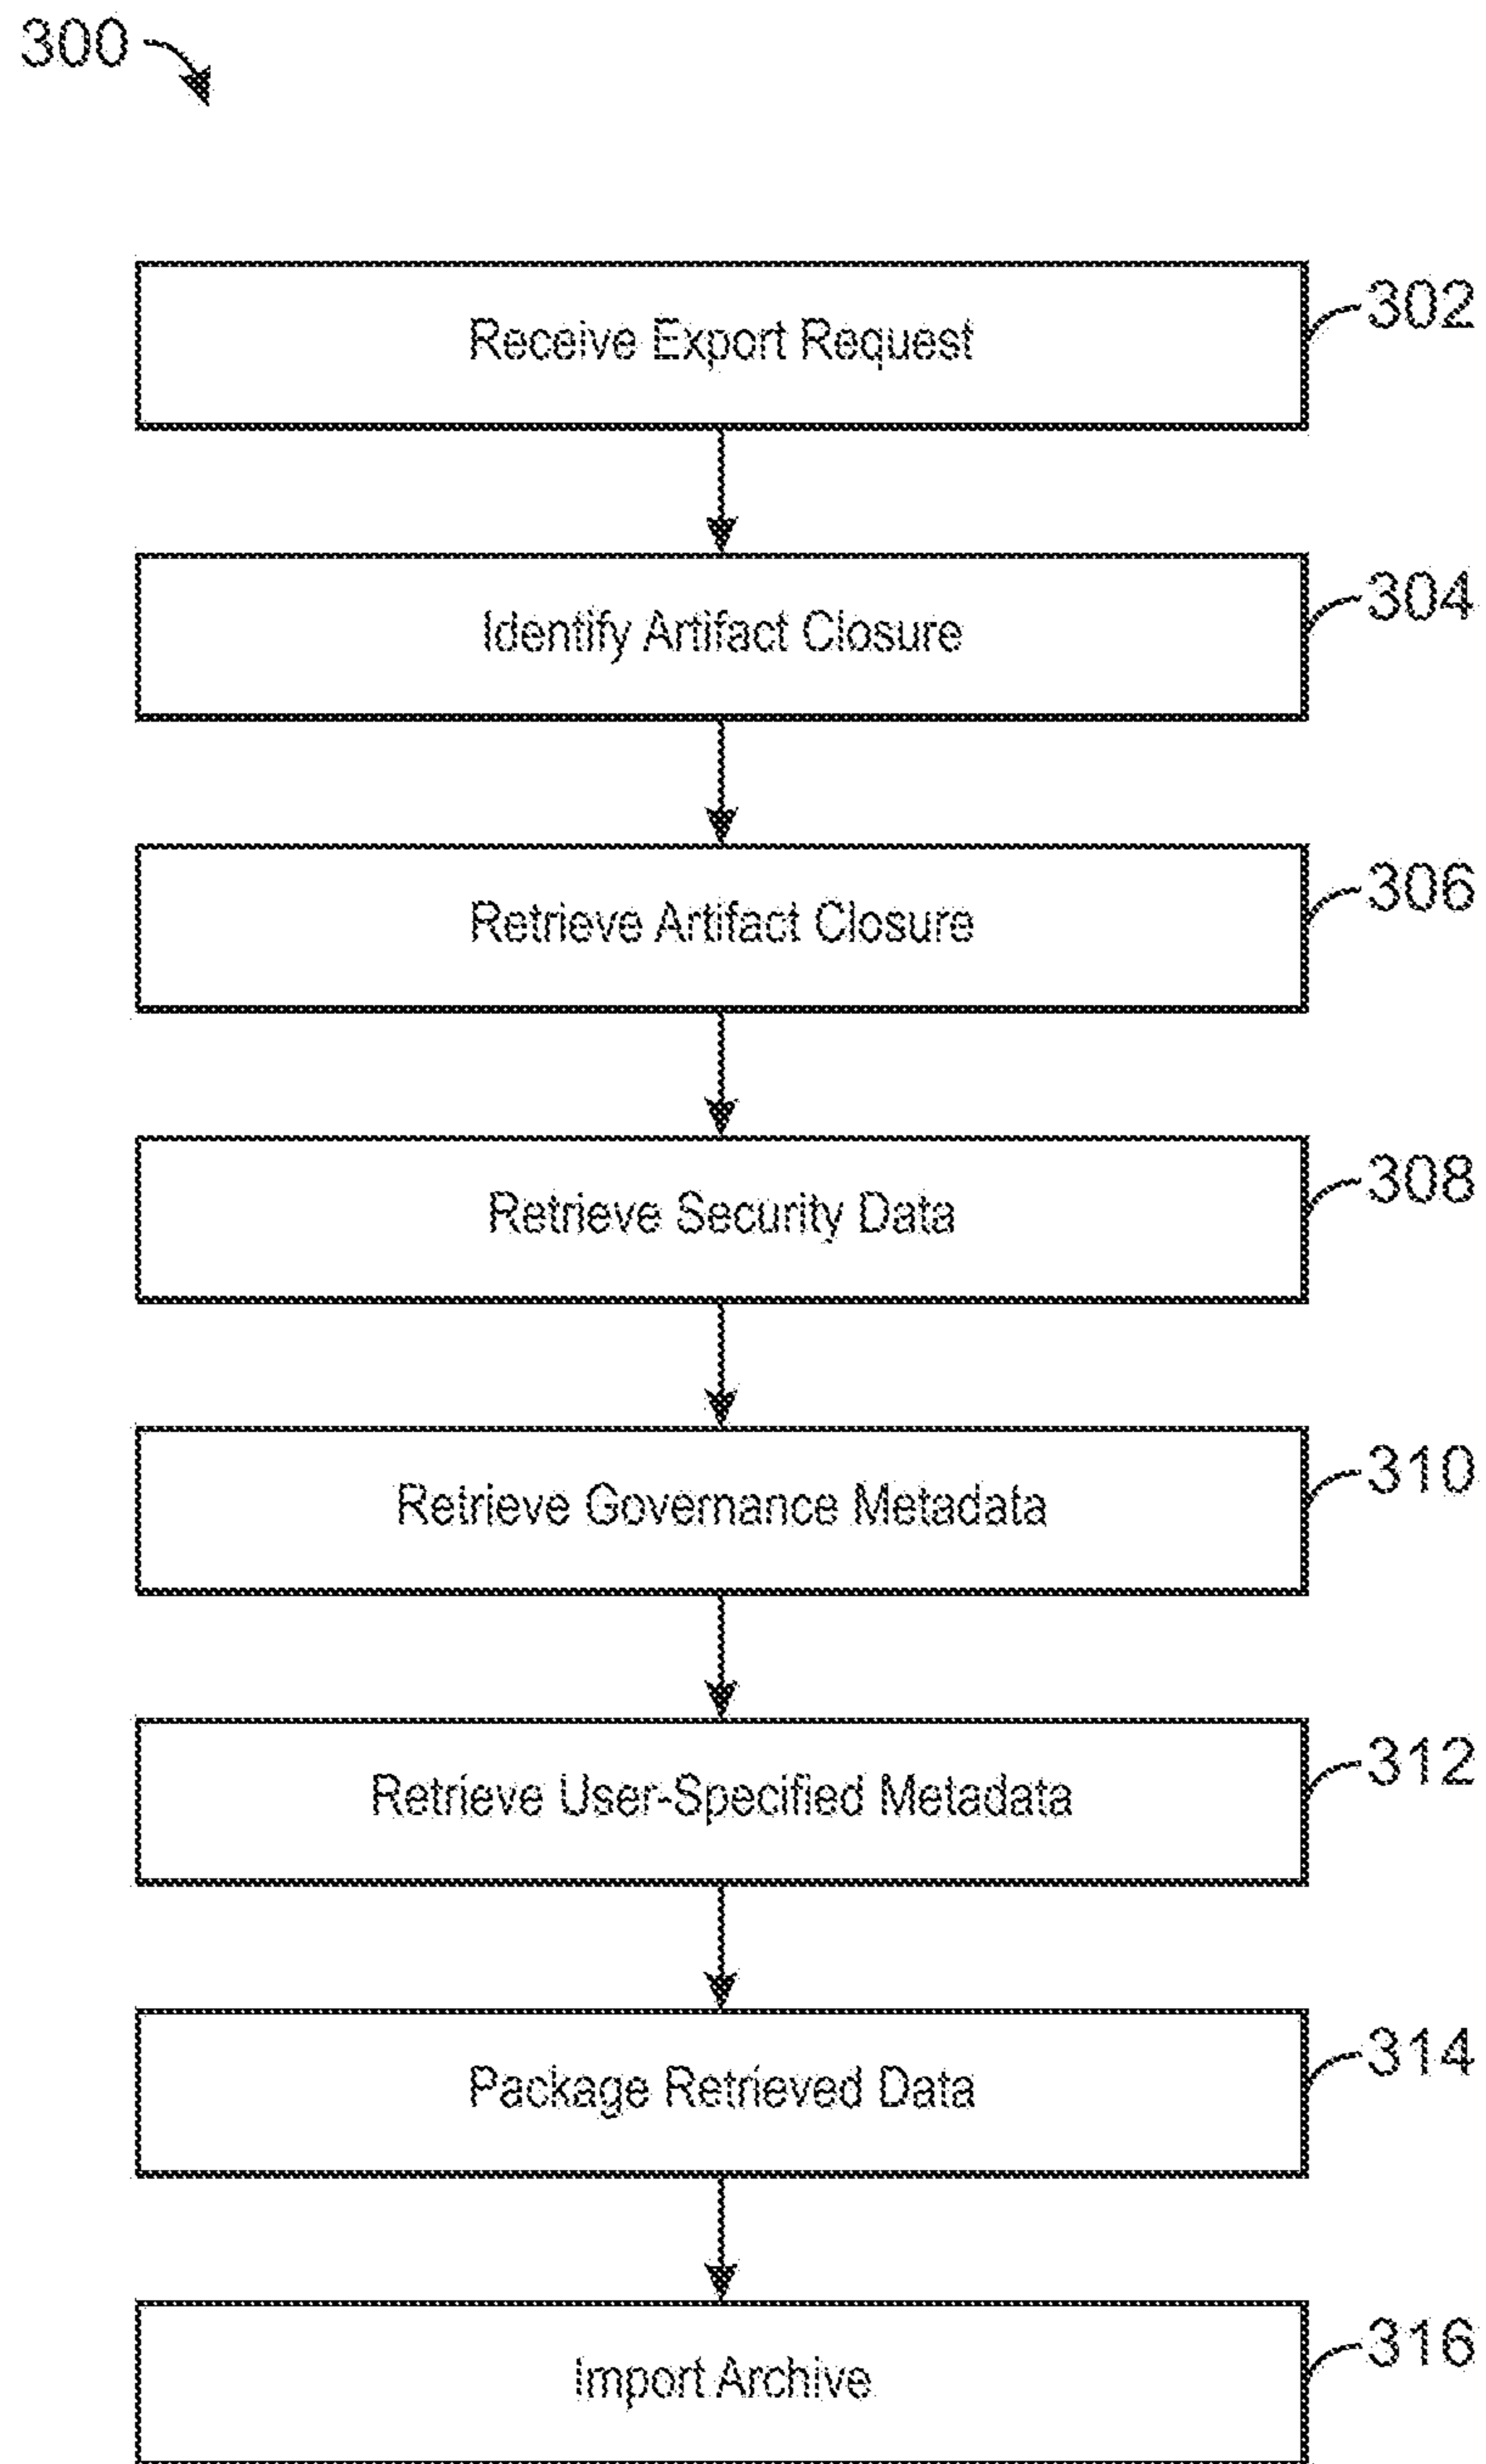 300
Receive Export Request
302
Identify Artifact Closure
304
Retrieve Artifact Closure
306
Retrieve Security Data
308
Retrieve Governance Metadata
310
Retrieve User-Specified Metadata
312
Package Retrieved Data
314
Import Archive
316